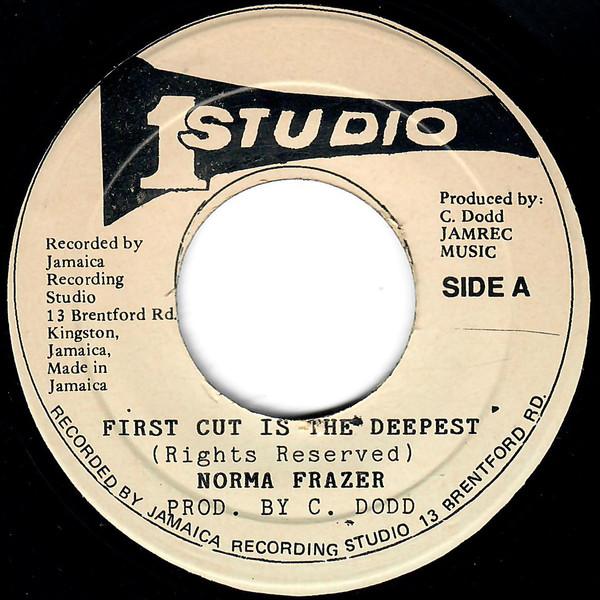 1 STUDIO
Produced by:
C. Dodd
JAMREC
MUSIC
SIDE A
Recorded by
Jamaica
Recording
Studio
13 Brentford Rd.
Kingston,
Jamaica,
Made in
Jamaica
FIRST CUT IS THE DEEPEST
(Rights Reserved)
NORMA FRAZER
PROD. BY C. DODD
RECORDED BY JAMAICA RECORDING STUDIO 13 BRENTFORD RD.